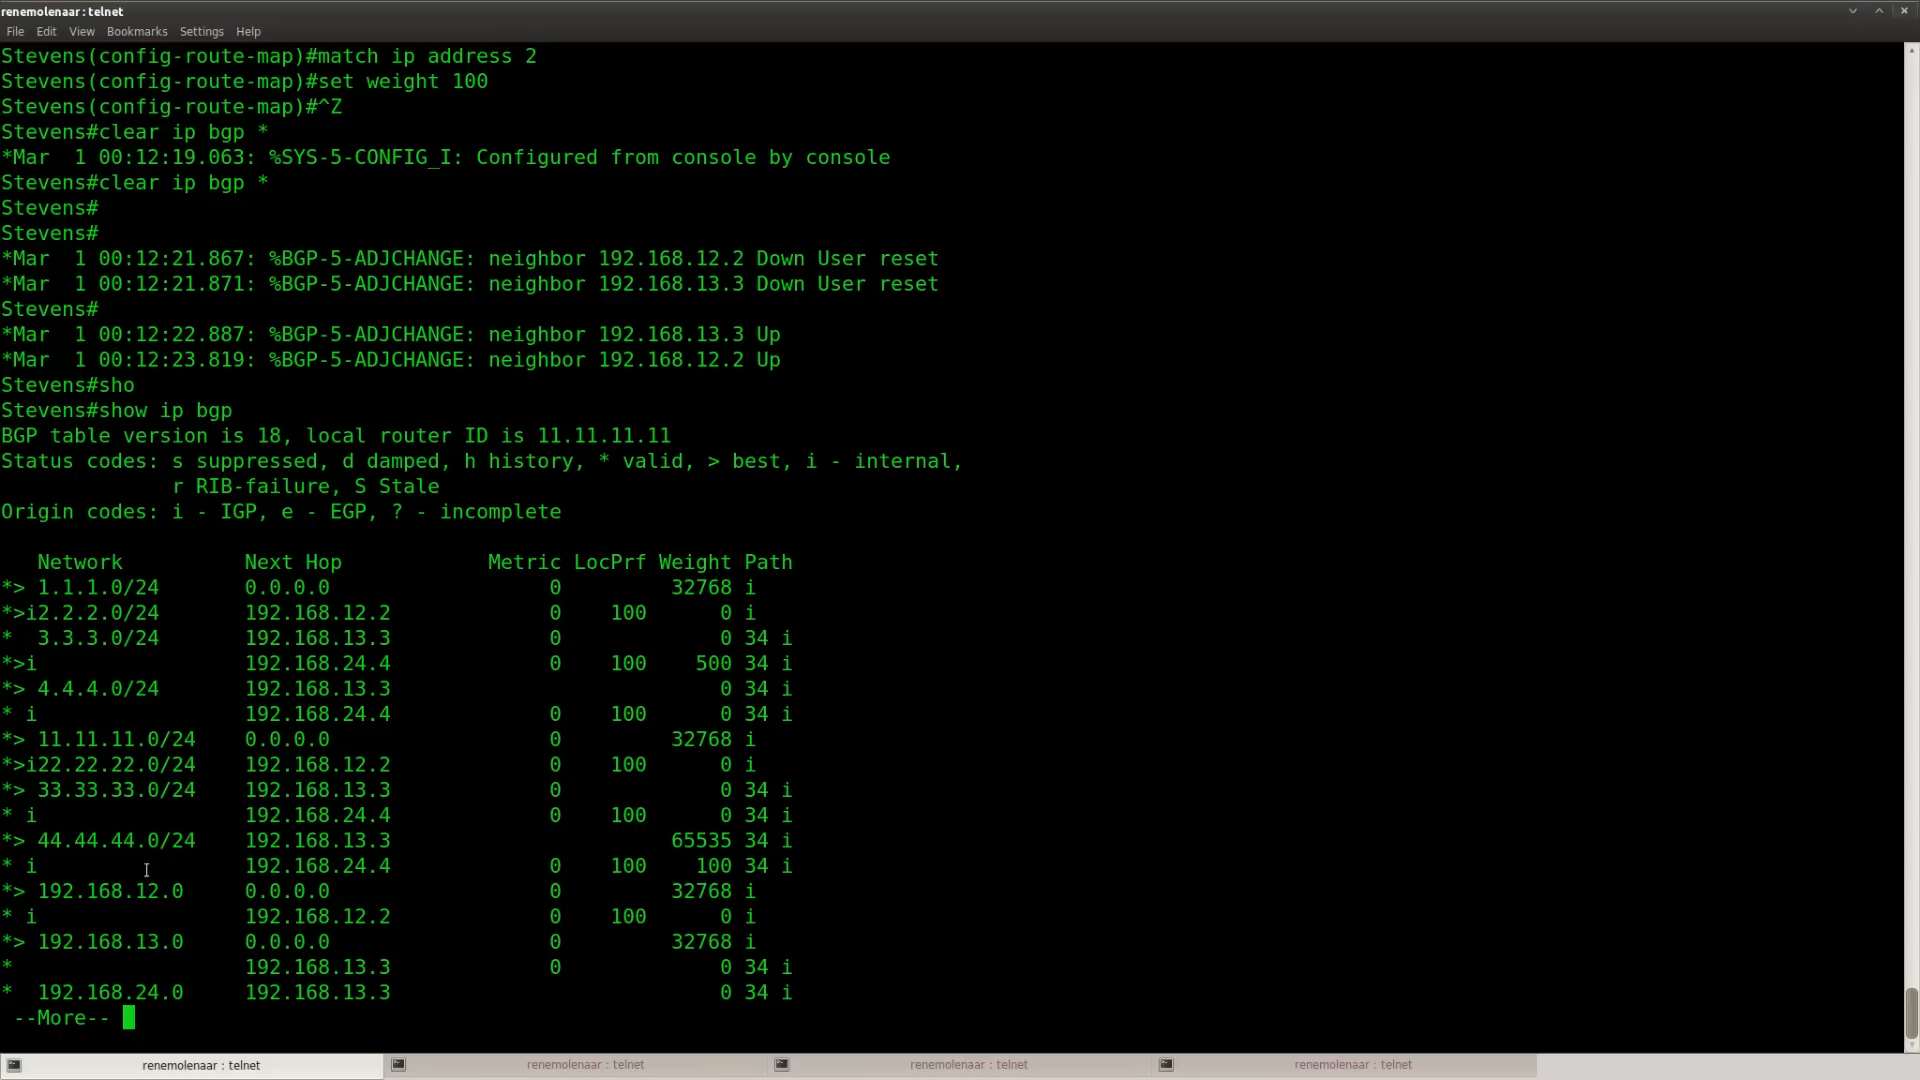 renemolenaar : telnet
File Edit View Bookmarks Settings Help
Stevens(config-route-map)#match ip address 2
Stevens(config-route-map)#set weight 100
Stevens(config-route-map)#^Z
Stevens#clear ip bgp *
*Mar  1 00:12:19.063: %SYS-5-CONFIG_I: Configured from console by console
Stevens#clear ip bgp *
Stevens#
Stevens#
*Mar  1 00:12:21.867: %BGP-5-ADJCHANGE: neighbor 192.168.12.2 Down User reset
*Mar  1 00:12:21.871: %BGP-5-ADJCHANGE: neighbor 192.168.13.3 Down User reset
Stevens#
*Mar  1 00:12:22.887: %BGP-5-ADJCHANGE: neighbor 192.168.13.3 Up
*Mar  1 00:12:23.819: %BGP-5-ADJCHANGE: neighbor 192.168.12.2 Up
Stevens#sho
Stevens#show ip bgp
BGP table version is 18, local router ID is 11.11.11.11
Status codes: s suppressed, d damped, h history, * valid, > best, i - internal,
              r RIB-failure, S Stale
Origin codes: i - IGP, e - EGP, ? - incomplete
   Network          Next Hop            Metric LocPrf Weight Path
*> 1.1.1.0/24       0.0.0.0                  0         32768 i
*>i2.2.2.0/24       192.168.12.2             0    100      0 i
*  3.3.3.0/24       192.168.13.3             0             0 34 i
*>i                 192.168.24.4             0    100    500 34 i
*> 4.4.4.0/24       192.168.13.3                           0 34 i
* i                 192.168.24.4             0    100      0 34 i
*> 11.11.11.0/24    0.0.0.0                  0         32768 i
*>i22.22.22.0/24    192.168.12.2             0    100      0 i
*> 33.33.33.0/24    192.168.13.3             0             0 34 i
* i                 192.168.24.4             0    100      0 34 i
*> 44.44.44.0/24    192.168.13.3                       65535 34 i
* i                 192.168.24.4             0    100    100 34 i
*> 192.168.12.0     0.0.0.0                  0         32768 i
* i                 192.168.12.2             0    100      0 i
*> 192.168.13.0     0.0.0.0                  0         32768 i
*                   192.168.13.3             0             0 34 i
*  192.168.24.0     192.168.13.3                           0 34 i
 --More--
renemolenaar : telnet renemolenaar : telnet renemolenaar : telnet renemolenaar : telnet